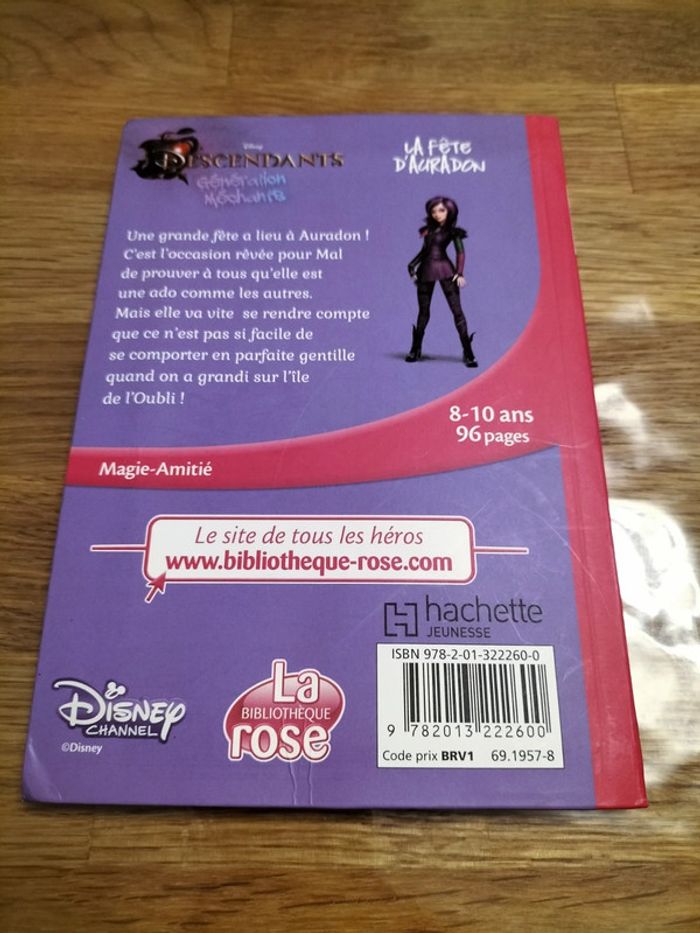 Disney
DESCENDANTS
Génération
Méchants
LA FÊTE
D'AURADON
Une grande fête a lieu à Auradon !
C'est l'occasion rêvée pour Mal
de prouver à tous qu'elle est
une ado comme les autres.
Mais elle va vite se rendre compte
que ce n'est pas si facile de
se comporter en parfaite gentille
quand on a grandi sur l'île
de l'Oubli !
8-10 ans
96 pages
Magie-Amitié
Le site de tous les héros
www.bibliotheque-rose.com
hachette
JEUNESSE
ISBN 978-2-01-322260-0
9 782013 222600
Code prix BRV1 69.1957-8
Disney
CHANNEL
©Disney
La
BIBLIOTHÈQUE
rose